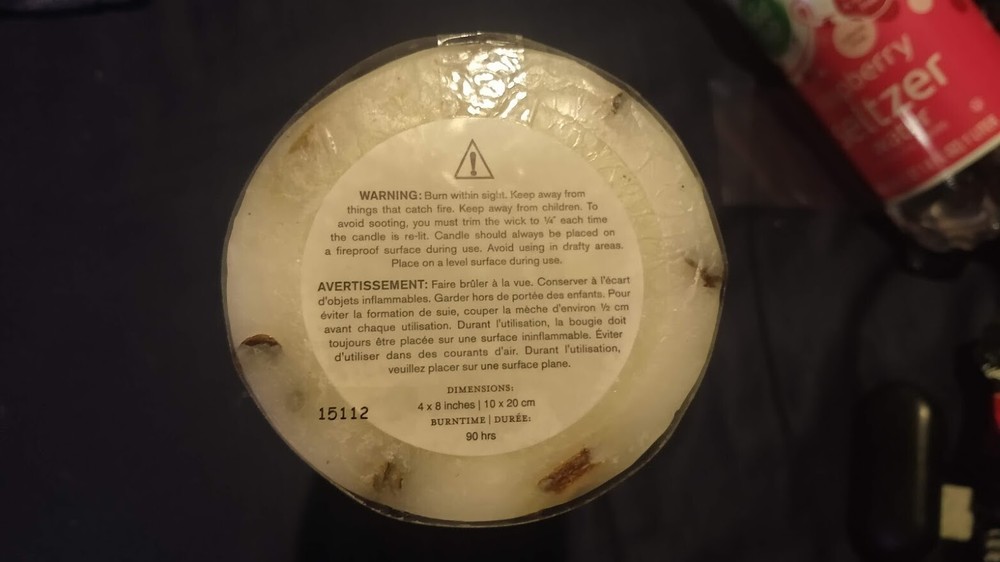 WARNING: Burn within sight. Keep away from
things that catch fire. Keep away from children. To
avoid sooting, you must trim the wick to ¼" each time
the candle is re-lit. Candle should always be placed on
a fireproof surface during use. Avoid using in drafty areas.
Place on a level surface during use.
AVERTISSEMENT: Faire brûler à la vue. Conserver à l'écart
d'objets inflammables. Garder hors de portée des enfants. Pour
éviter la formation de suie, couper la mèche d'environ ½ cm
avant chaque utilisation. Durant l'utilisation, la bougie doit
toujours être placée sur une surface ininflammable. Éviter
d'utiliser dans des courants d'air. Durant l'utilisation,
veuillez placer sur une surface plane.
DIMENSIONS:
4 x 8 inches | 10 x 20 cm
BURNTIME | DURÉE:
90 hrs
15112
berry
eltzer